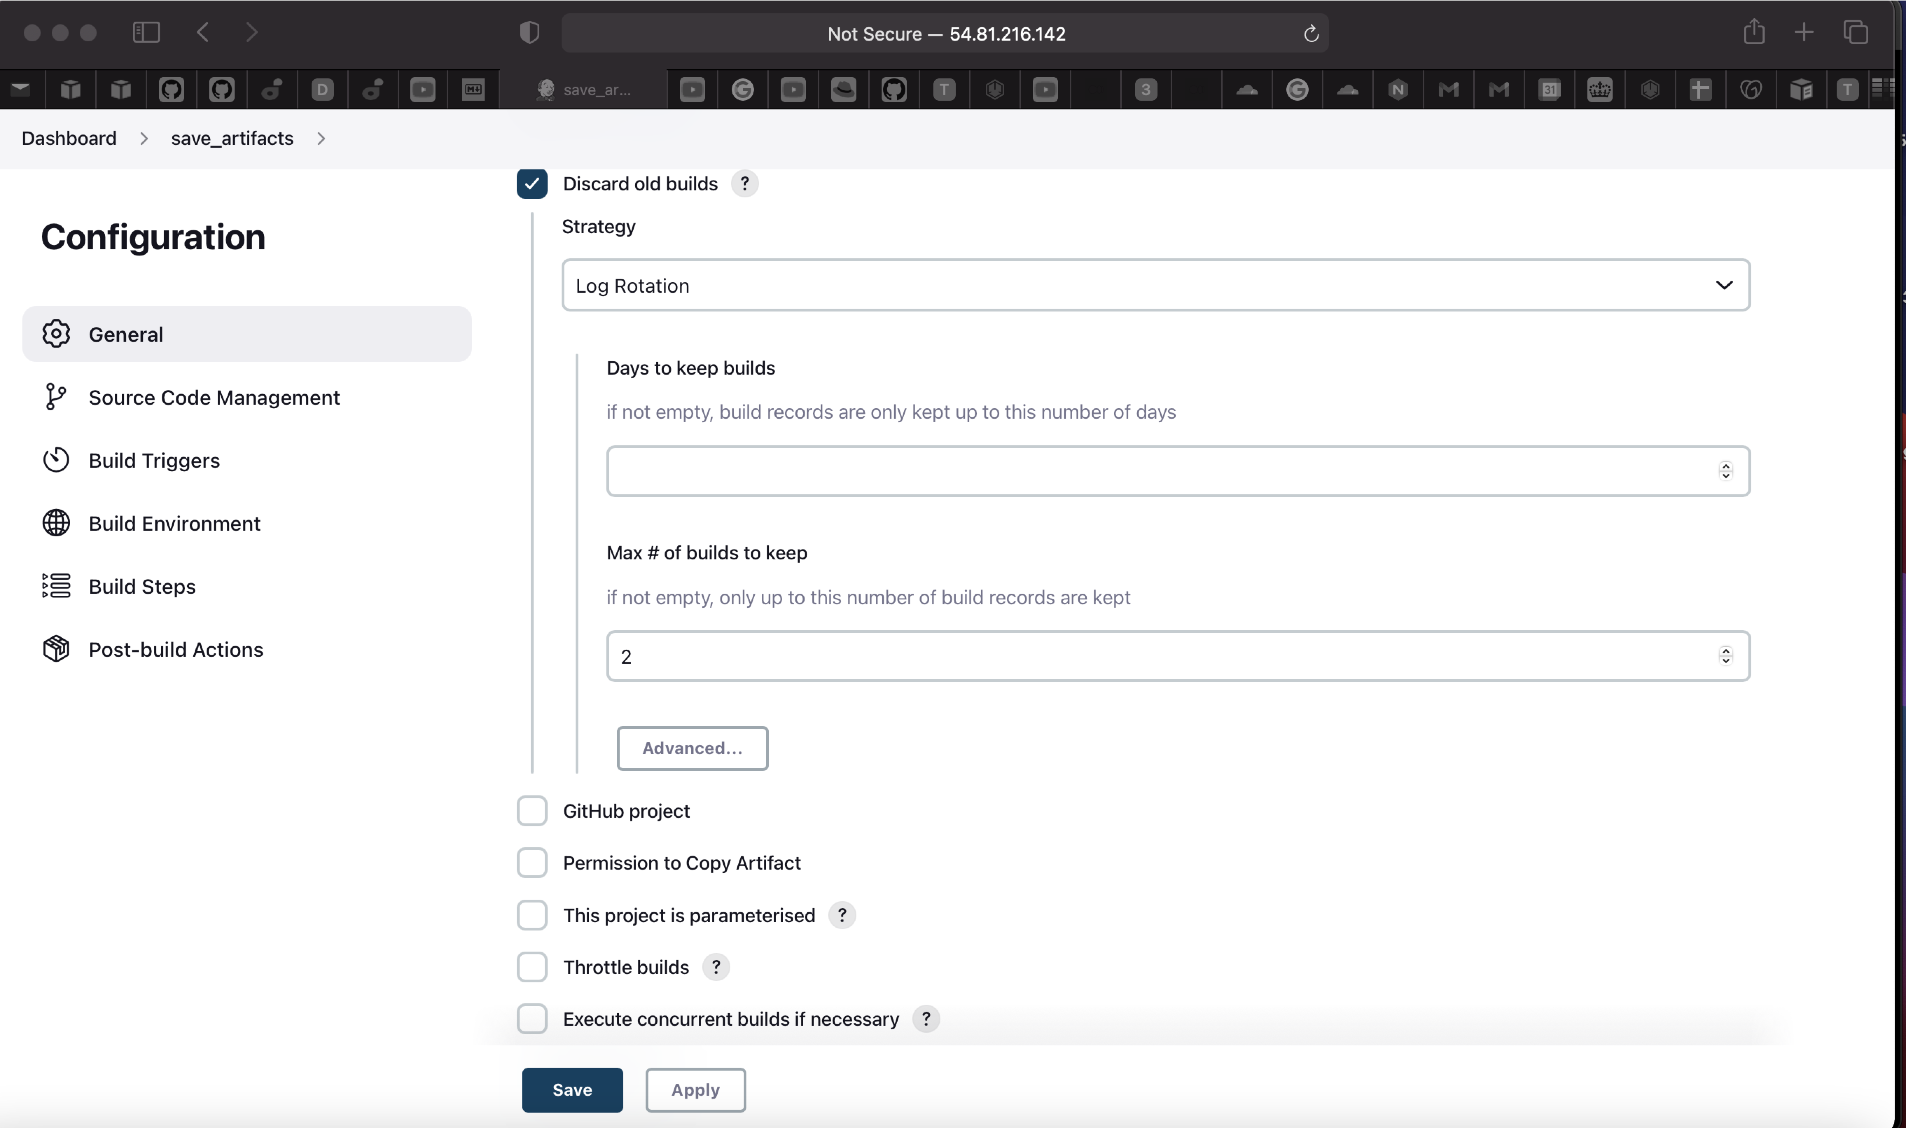 Not Secure — 54.81.216.142
D
save_ar...
T
3
N
31
T
Dashboard > save_artifacts >
Discard old builds ?
Configuration
Strategy
Log Rotation
General
Source Code Management
Build Triggers
Build Environment
Build Steps
Post-build Actions
Days to keep builds
if not empty, build records are only kept up to this number of days
Max # of builds to keep
if not empty, only up to this number of build records are kept
2
Advanced...
GitHub project
Permission to Copy Artifact
This project is parameterised ?
Throttle builds ?
Execute concurrent builds if necessary ?
Save
Apply